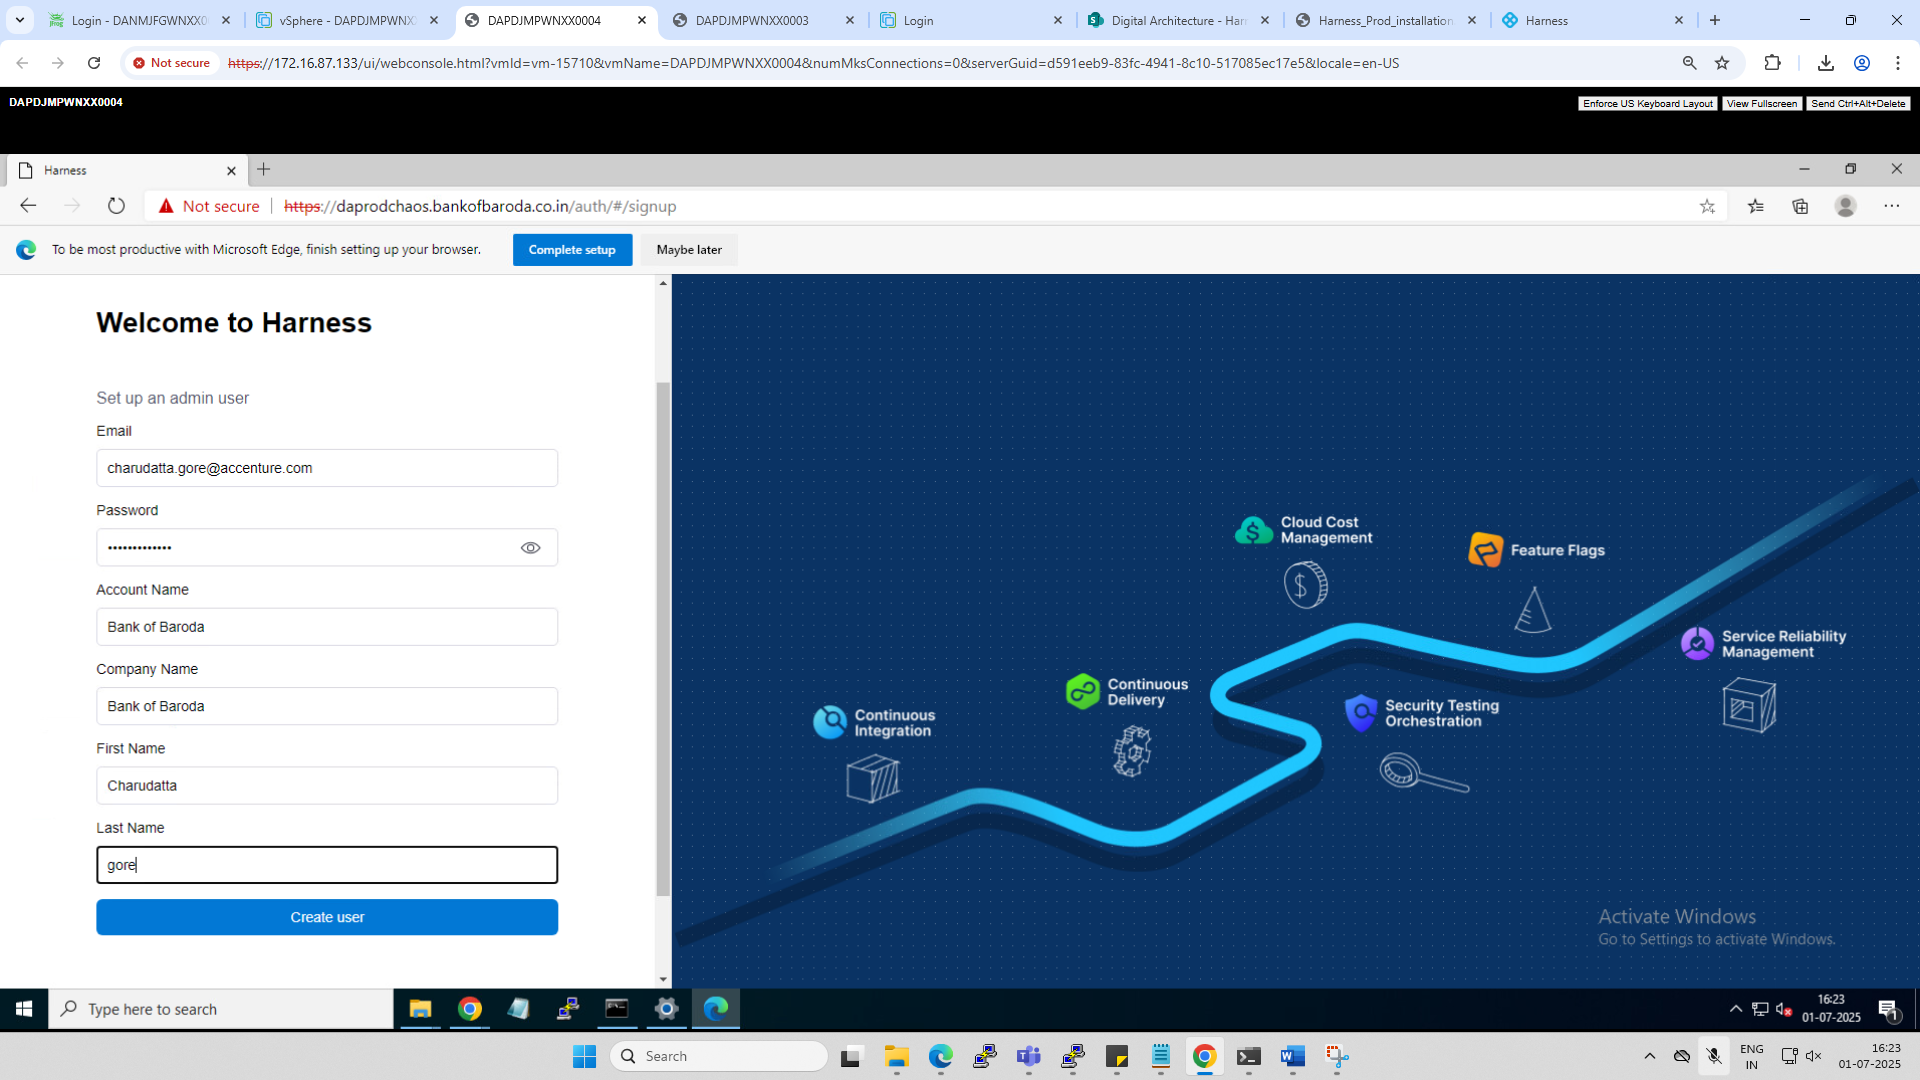 Login - DANMJFGWNXX0
vSphere - DAPDJMPWNX
DAPDJMPWNXX0004
DAPDJMPWNXX0003
Login
Digital Architecture - Harn
Harness_Prod_installation
Harness
Not secure
https://172.16.87.133/ui/webconsole.html?vmId=vm-15710&vmName=DAPDJMPWNXX0004&numMksConnections=0&serverGuid=d591eeb9-83fc-4941-8c10-517085ec17e5&locale=en-US
DAPDJMPWNXX0004
Enforce US Keyboard Layout
View Fullscreen
Send Ctrl+Alt+Delete
Harness
Not secure
https://daprodchaos.bankofbaroda.co.in/auth/#/signup
To be most productive with Microsoft Edge, finish setting up your browser.
Complete setup
Maybe later
Welcome to Harness
Set up an admin user
Email
charudatta.gore@accenture.com
Password
•••••••••••••
Account Name
Bank of Baroda
Company Name
Bank of Baroda
First Name
Charudatta
Last Name
gore
Create user
Cloud Cost
Management
Feature Flags
Service Reliability
Management
Continuous
Delivery
Security Testing
Orchestration
Continuous
Integration
Activate Windows
Go to Settings to activate Windows.
Type here to search
16:23
01-07-2025
1
Search
ENG
IN
16:23
01-07-2025